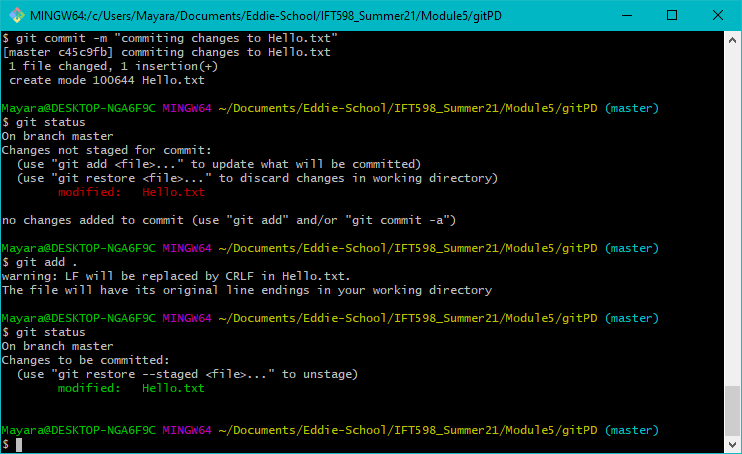 MINGW64:/c/Users/Mayara/Documents/Eddie-School/IFT598_Summer21/Module5/gitPD
$ git commit -m "commiting changes to Hello.txt"
[master c45c9fb] commiting changes to Hello.txt
 1 file changed, 1 insertion(+)
 create mode 100644 Hello.txt
Mayara@DESKTOP-NGA6F9C MINGW64 ~/Documents/Eddie-School/IFT598_Summer21/Module5/gitPD (master)
$ git status
On branch master
Changes not staged for commit:
  (use "git add <file>..." to update what will be committed)
  (use "git restore <file>..." to discard changes in working directory)
        modified:   Hello.txt
no changes added to commit (use "git add" and/or "git commit -a")
Mayara@DESKTOP-NGA6F9C MINGW64 ~/Documents/Eddie-School/IFT598_Summer21/Module5/gitPD (master)
$ git add .
warning: LF will be replaced by CRLF in Hello.txt.
The file will have its original line endings in your working directory
Mayara@DESKTOP-NGA6F9C MINGW64 ~/Documents/Eddie-School/IFT598_Summer21/Module5/gitPD (master)
$ git status
On branch master
Changes to be committed:
  (use "git restore --staged <file>..." to unstage)
        modified:   Hello.txt
Mayara@DESKTOP-NGA6F9C MINGW64 ~/Documents/Eddie-School/IFT598_Summer21/Module5/gitPD (master)
$